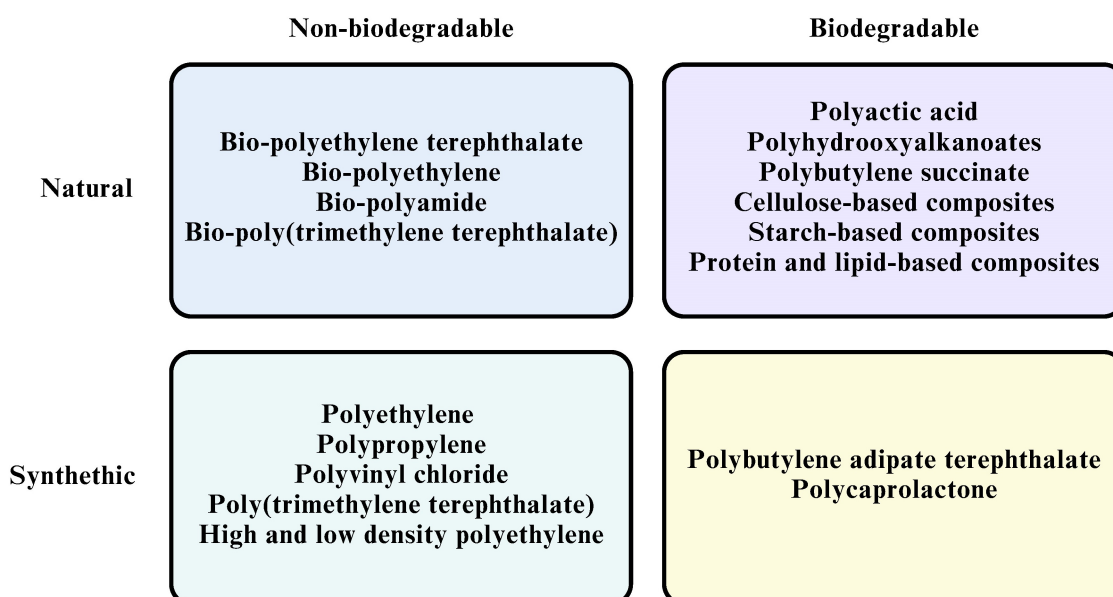 Non-biodegradable
Biodegradable
Natural
Bio-polyethylene terephthalate
Bio-polyethylene
Bio-polyamide
Bio-poly(trimethylene terephthalate)
Polyactic acid
Polyhydrooxyalkanoates
Polybutylene succinate
Cellulose-based composites
Starch-based composites
Protein and lipid-based composites
Synthethic
Polyethylene
Polypropylene
Polyvinyl chloride
Poly(trimethylene terephthalate)
High and low density polyethylene
Polybutylene adipate terephthalate
Polycaprolactone